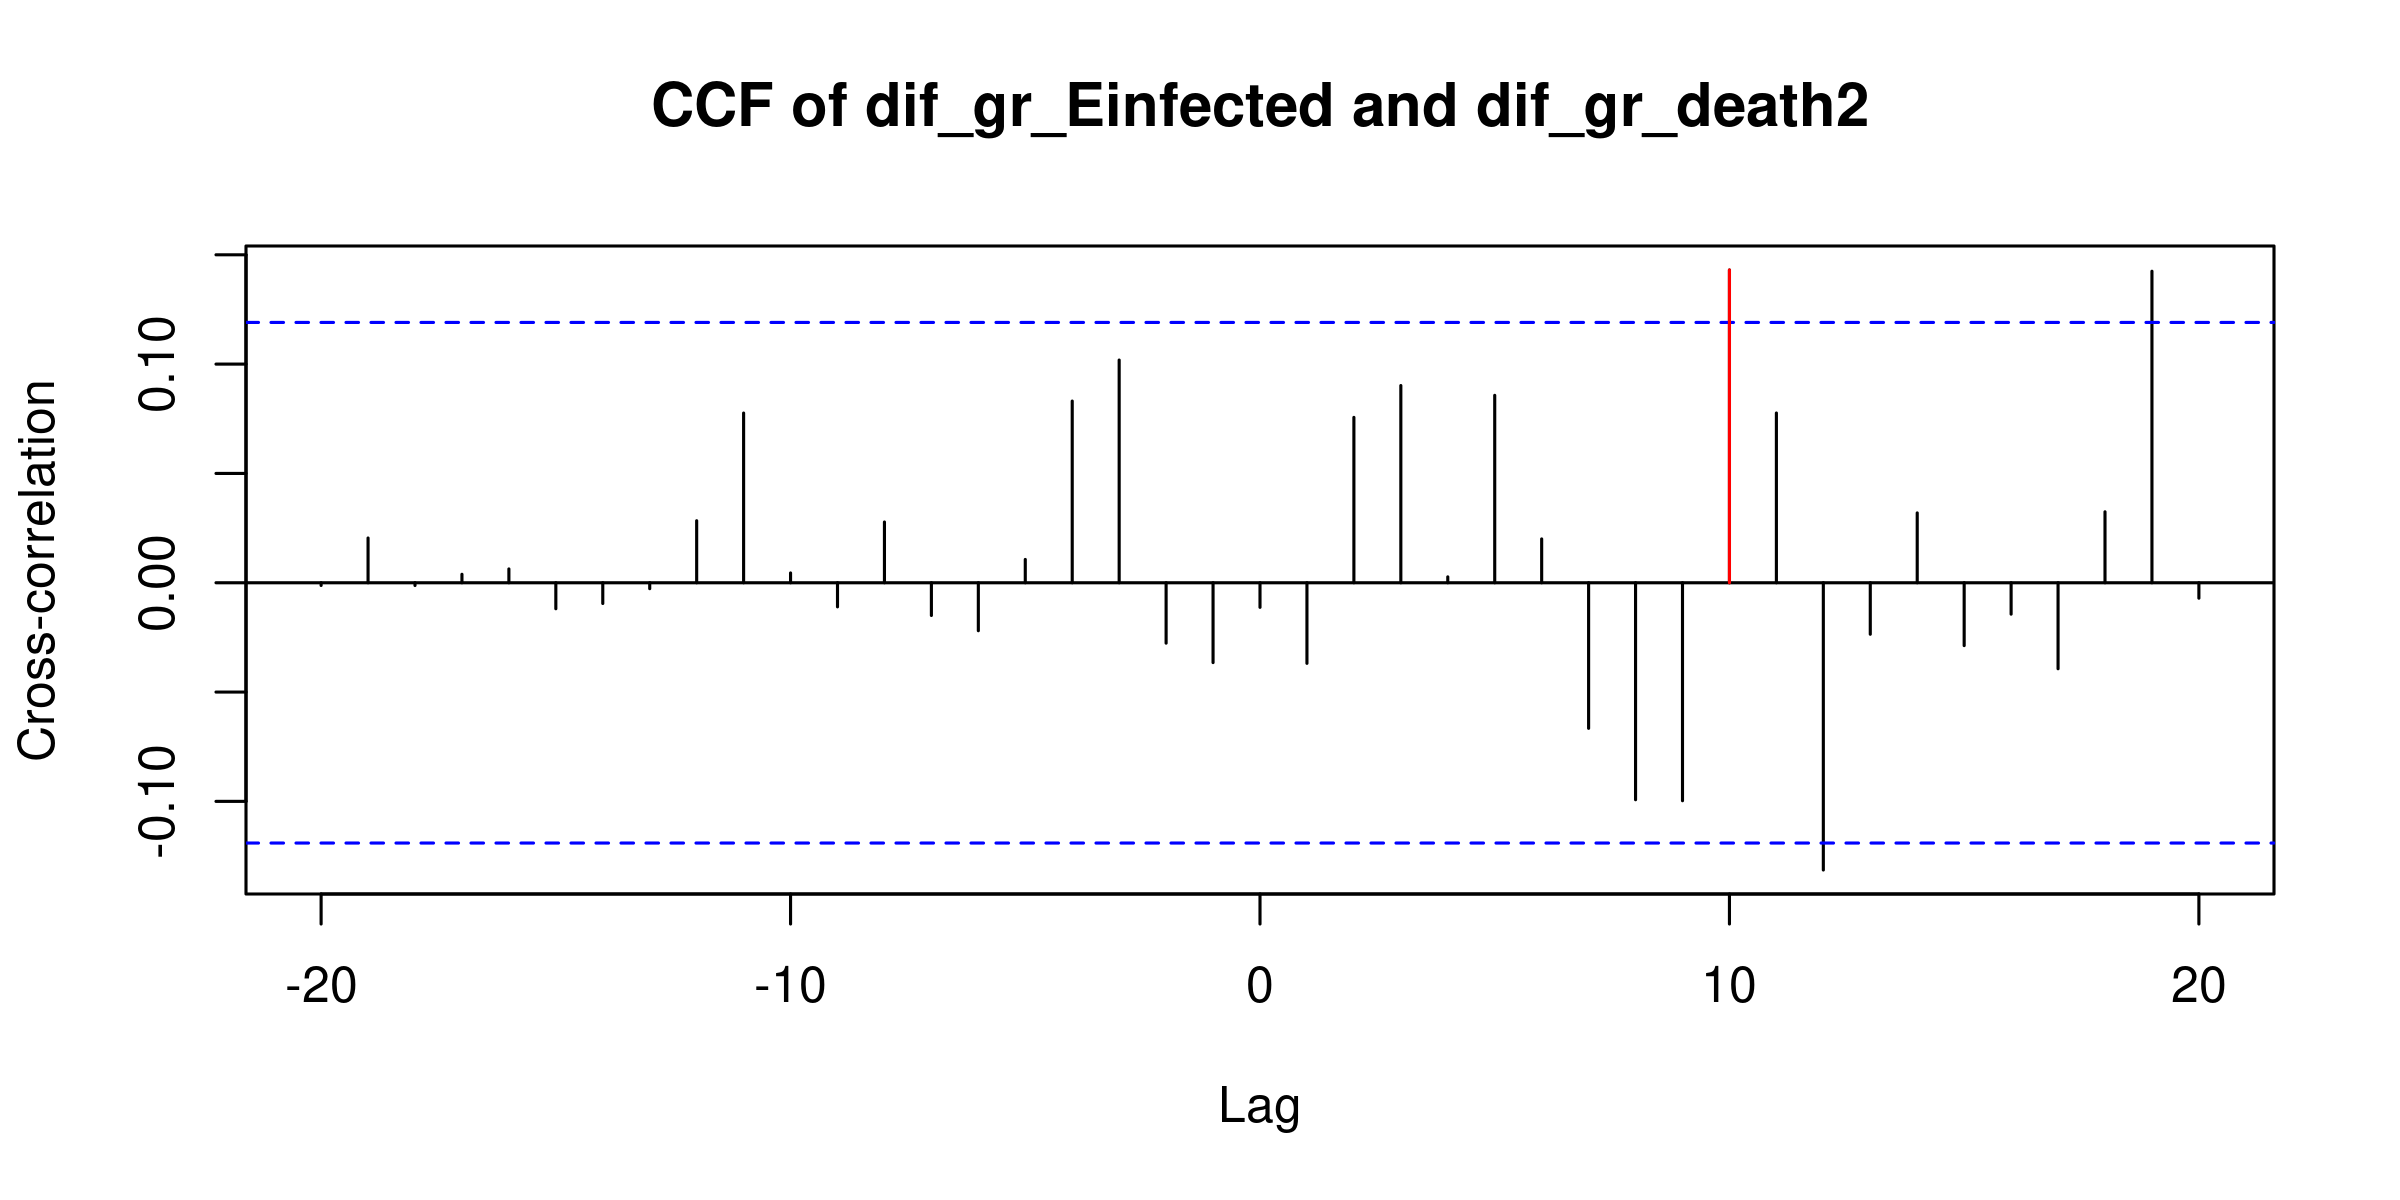 CCF of dif_gr_Einfected and dif_gr_death2
Cross-correlation
0.10
0.00
-0.10
-20 -10 0 10 20
Lag